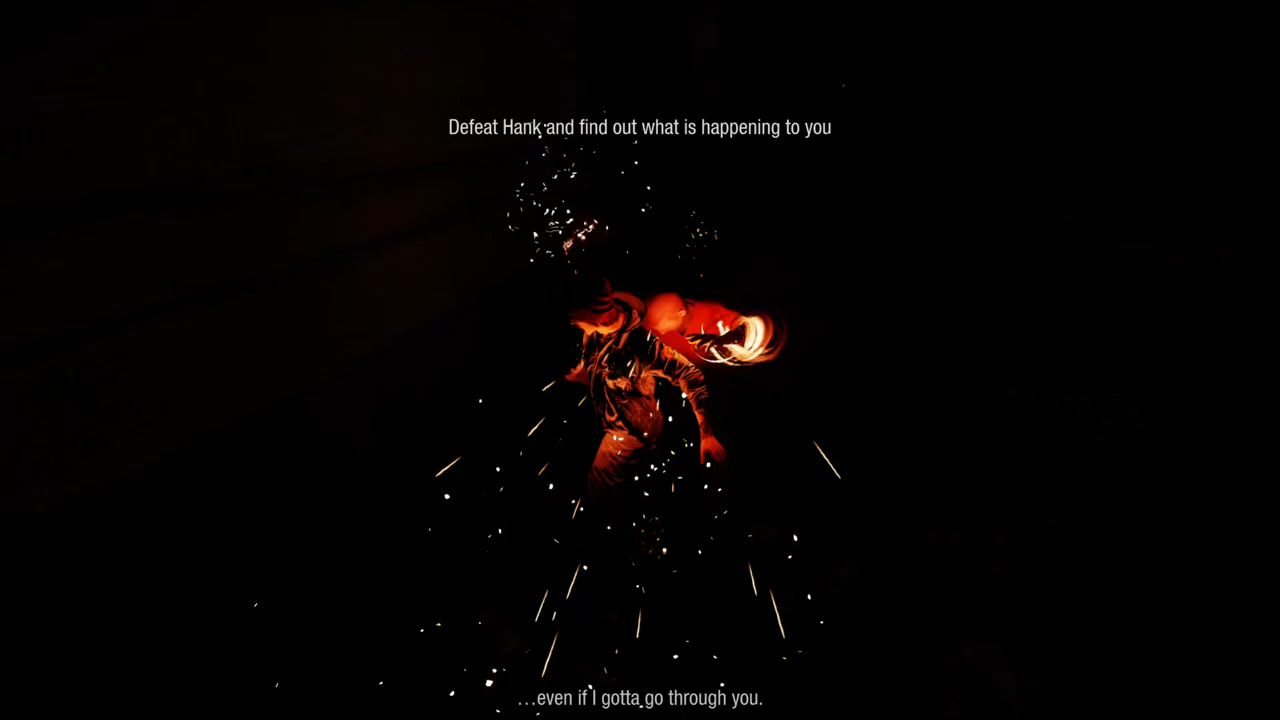 Defeat Hank and find out what is happening to you
...even if I gotta go through you.